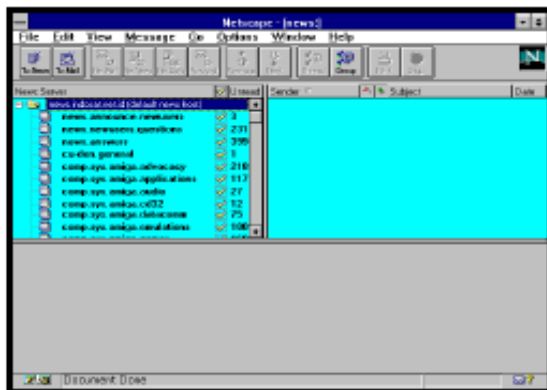 Netscape - [news:]
File Edit View Message Go Options Window Help
To: News To: Mail Group
News Server Unread Sender Subject Date
news.indosat.net.id (default news host)
news.announce.newusers 3
news.newusers.questions 231
news.answers 399
cu-den.general 1
comp.sys.amiga.advocacy 210
comp.sys.amiga.applications 117
comp.sys.amiga.audio 27
comp.sys.amiga.cd32 12
comp.sys.amiga.datacomm 75
comp.sys.amiga.emulations 100
N
Document: Done